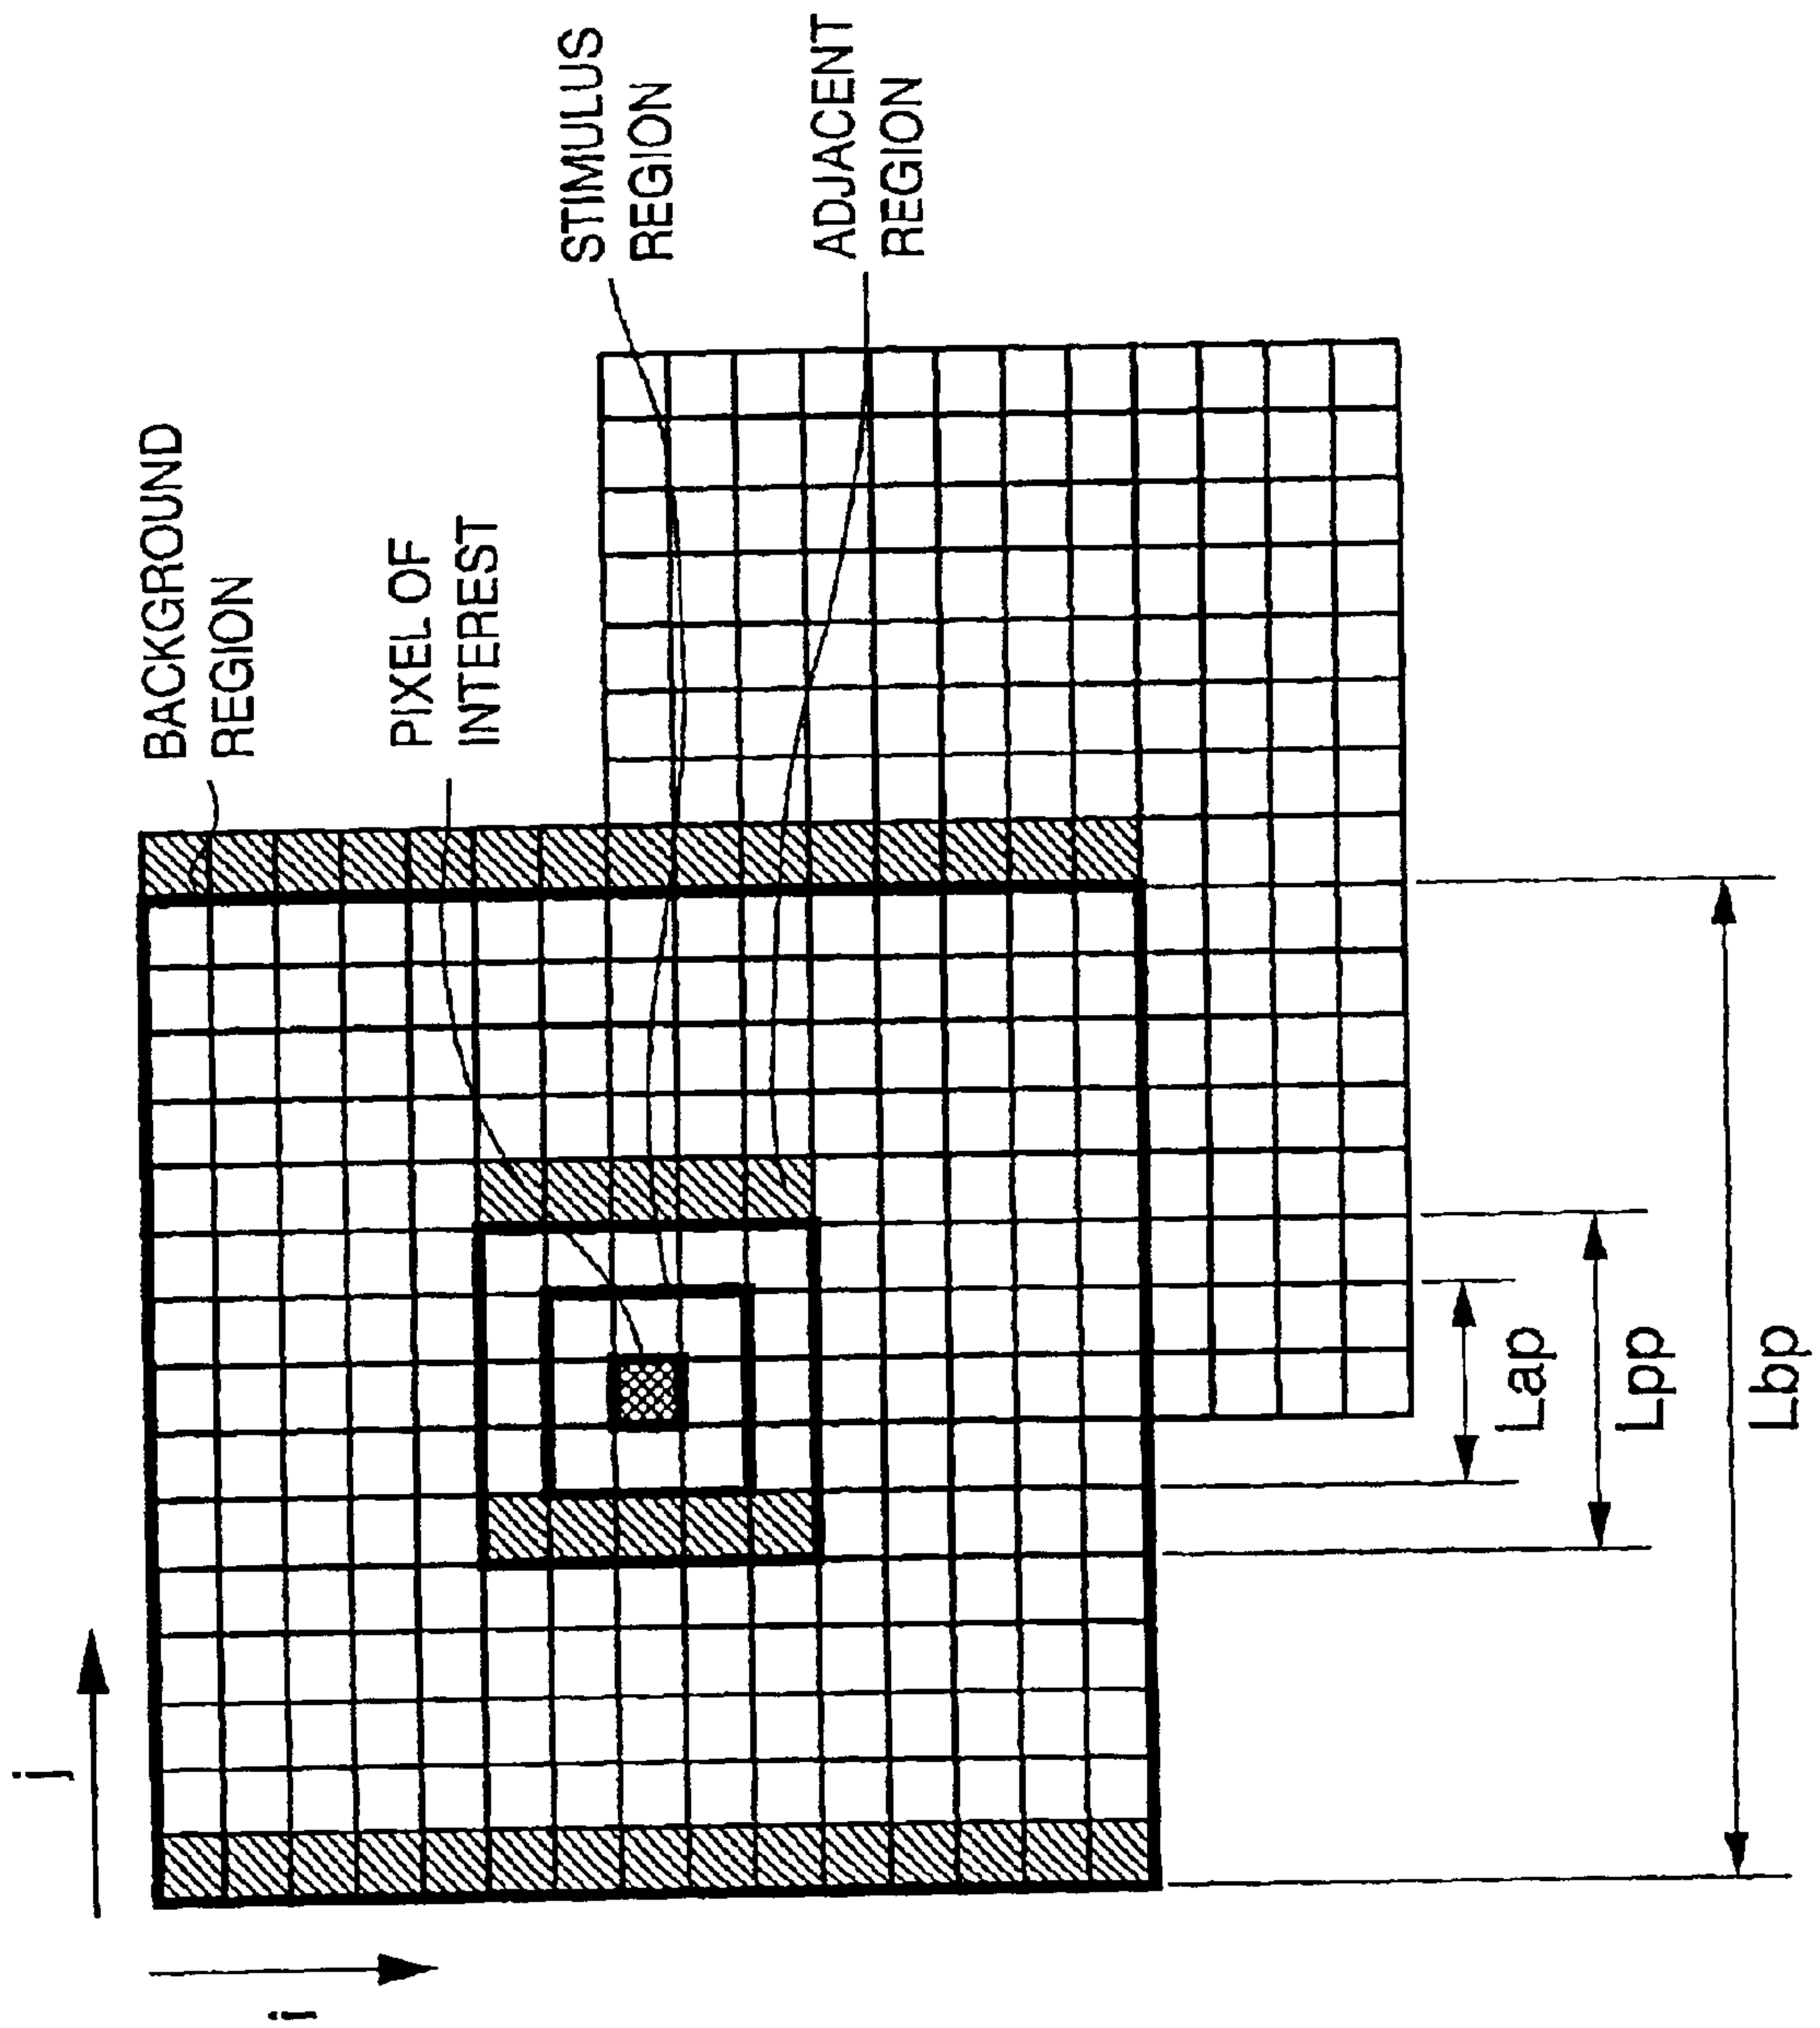 BACKGROUND
REGION
PIXEL OF
INTEREST
STIMULUS
REGION
ADJACENT
REGION
j
i
Lap
Lpp
Lbp